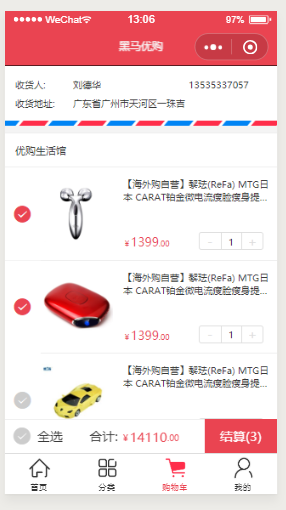 WeChat
13:06
97%
黑马优购
收货人: 刘德华 13535337057
收货地址: 广东省广州市天河区一珠吉
优购生活馆
【海外购自营】黎珐(ReFa) MTG日
本 CARAT铂金微电流瘦脸瘦身提...
¥1399.00
- 1 +
【海外购自营】黎珐(ReFa) MTG日
本 CARAT铂金微电流瘦脸瘦身提...
¥1399.00
- 1 +
【海外购自营】黎珐(ReFa) MTG日
本 CARAT铂金微电流瘦脸瘦身提...
全选 合计: ¥14110.00 结算(3)
首页 分类 购物车 我的